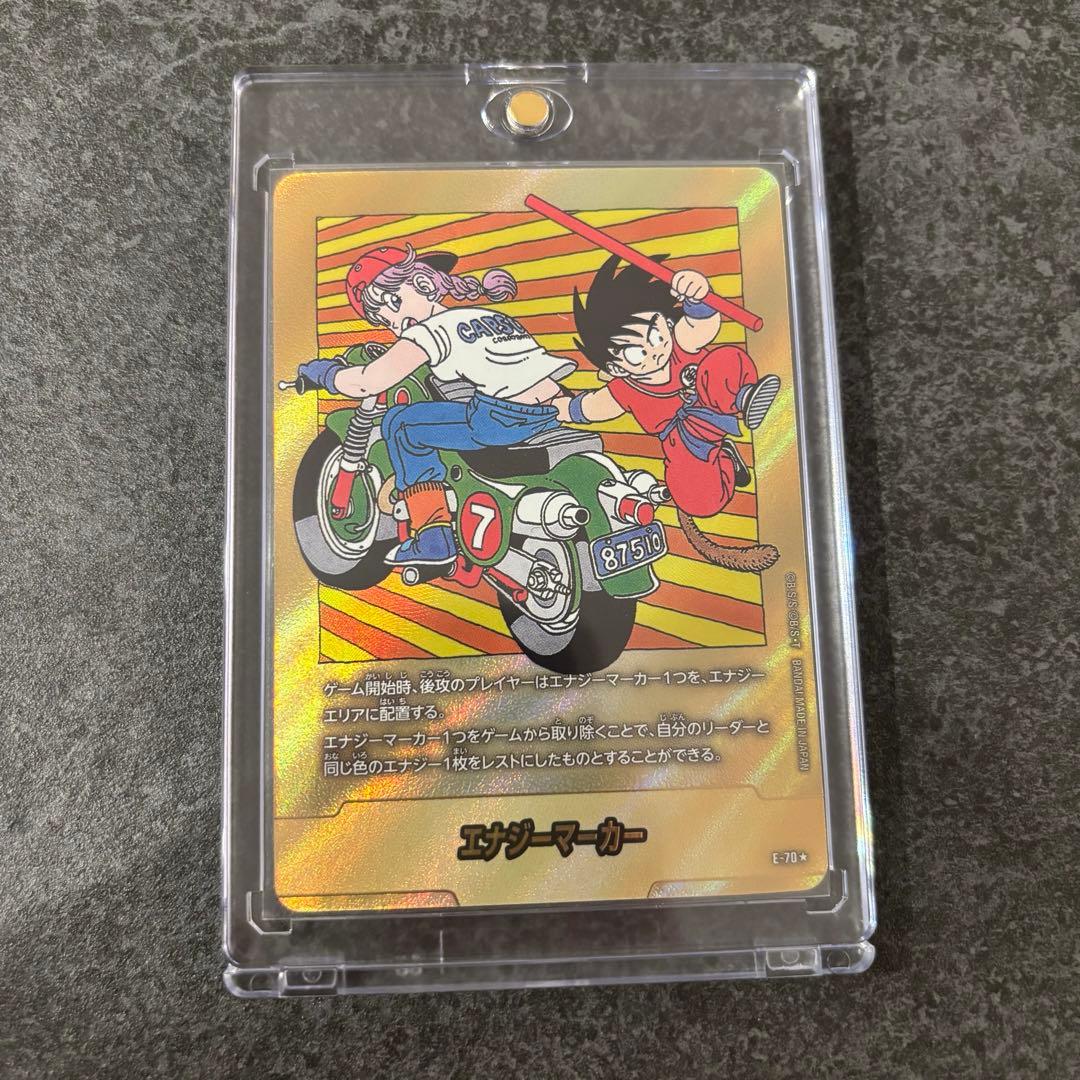 CAPSU
CORPORATI
7
87510
ゲーム開始時、後攻のプレイヤーはエナジーマーカー1つを、エナジー
エリアに配置する。
エナジーマーカー1つをゲームから取り除くことで、自分のリーダーと
同じ色のエナジー1枚をレストにしたものとすることができる。
エナジーマーカー
E-70★
©B/S/S©B/S・T BANDAI MADE IN JAPAN